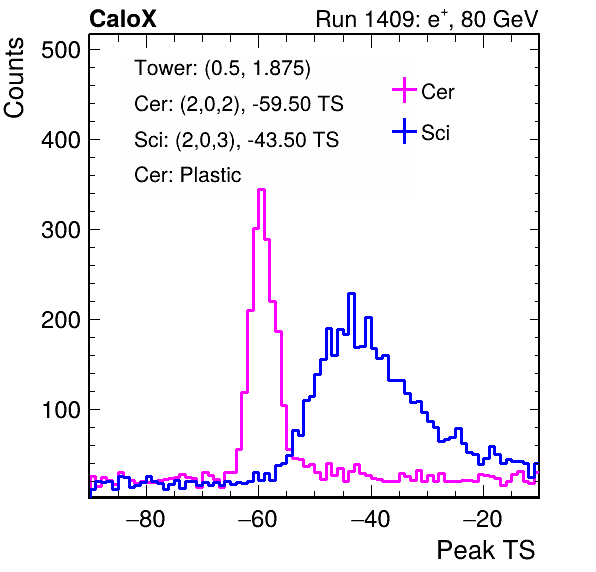 CaloX Run 1409: e⁺, 80 GeV
Counts
500
400
300
200
100
Tower: (0.5, 1.875)
Cer: (2,0,2), -59.50 TS
Sci: (2,0,3), -43.50 TS
Cer: Plastic
Cer
Sci
−80 −60 −40 −20
Peak TS